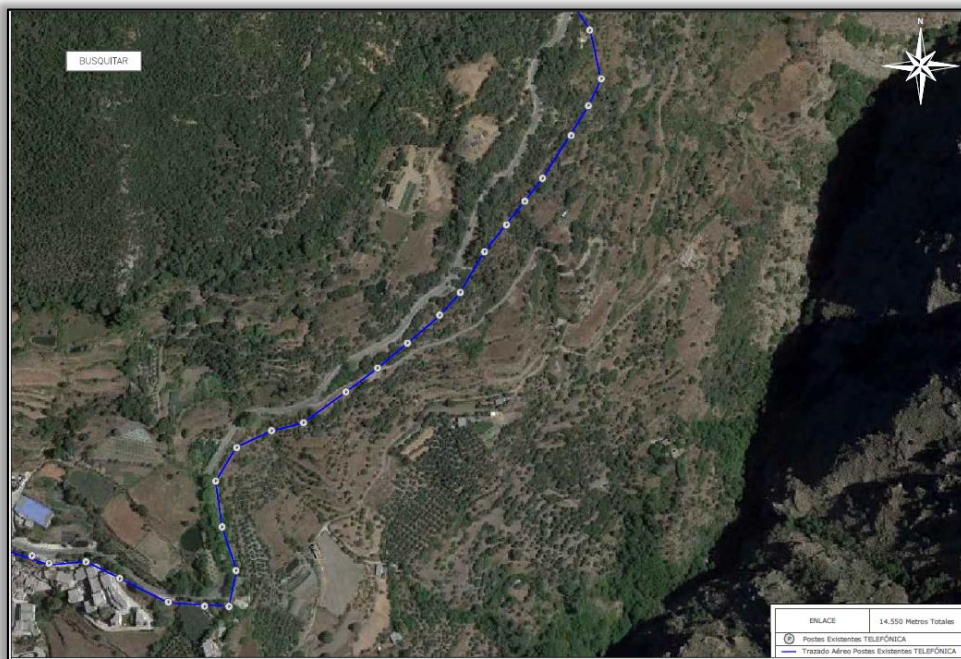 BUSQUITAR
N
ENLACE 14.550 Metros Totales
P Postes Existentes TELEFÓNICA
Trazado Aéreo Postes Existentes TELEFÓNICA